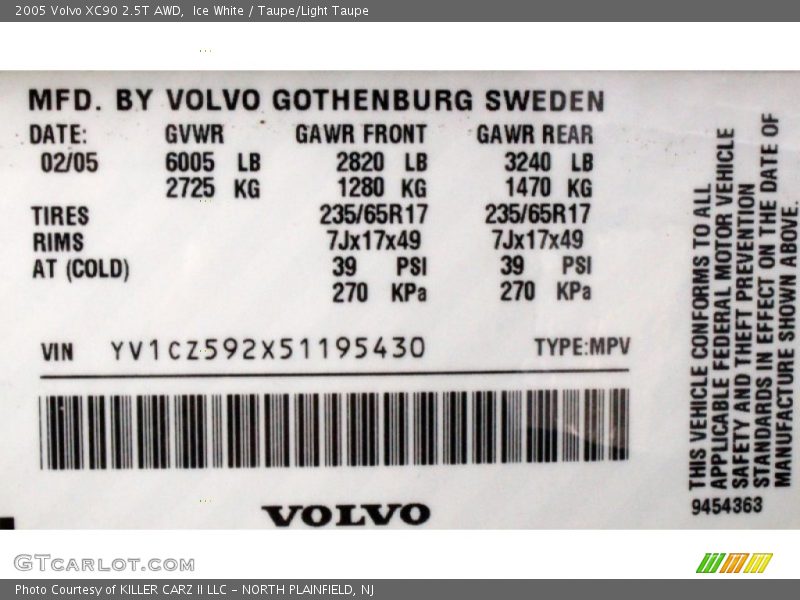 2005 Volvo XC90 2.5T AWD,  Ice White / Taupe/Light Taupe
MFD. BY VOLVO GOTHENBURG SWEDEN
DATE: GVWR GAWR FRONT GAWR REAR
02/05 6005 LB 2820 LB 3240 LB
2725 KG 1280 KG 1470 KG
TIRES 235/65R17 235/65R17
RIMS 7Jx17x49 7Jx17x49
AT (COLD) 39 PSI 39 PSI
270 KPa 270 KPa
VIN YV1CZ592X51195430 TYPE:MPV
VOLVO
THIS VEHICLE CONFORMS TO ALL
APPLICABLE FEDERAL MOTOR VEHICLE
SAFETY AND THEFT PREVENTION
STANDARDS IN EFFECT ON THE DATE OF
MANUFACTURE SHOWN ABOVE.
9454363
GTCarLot.com
Photo Courtesy of KILLER CARZ II LLC - NORTH PLAINFIELD, NJ